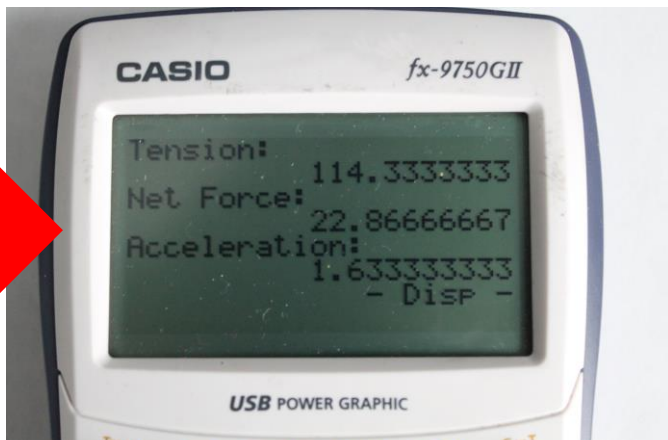 CASIO fx-9750GII
Tension:
114.3333333
Net Force:
22.86666667
Acceleration:
1.633333333
- Disp -
USB POWER GRAPHIC